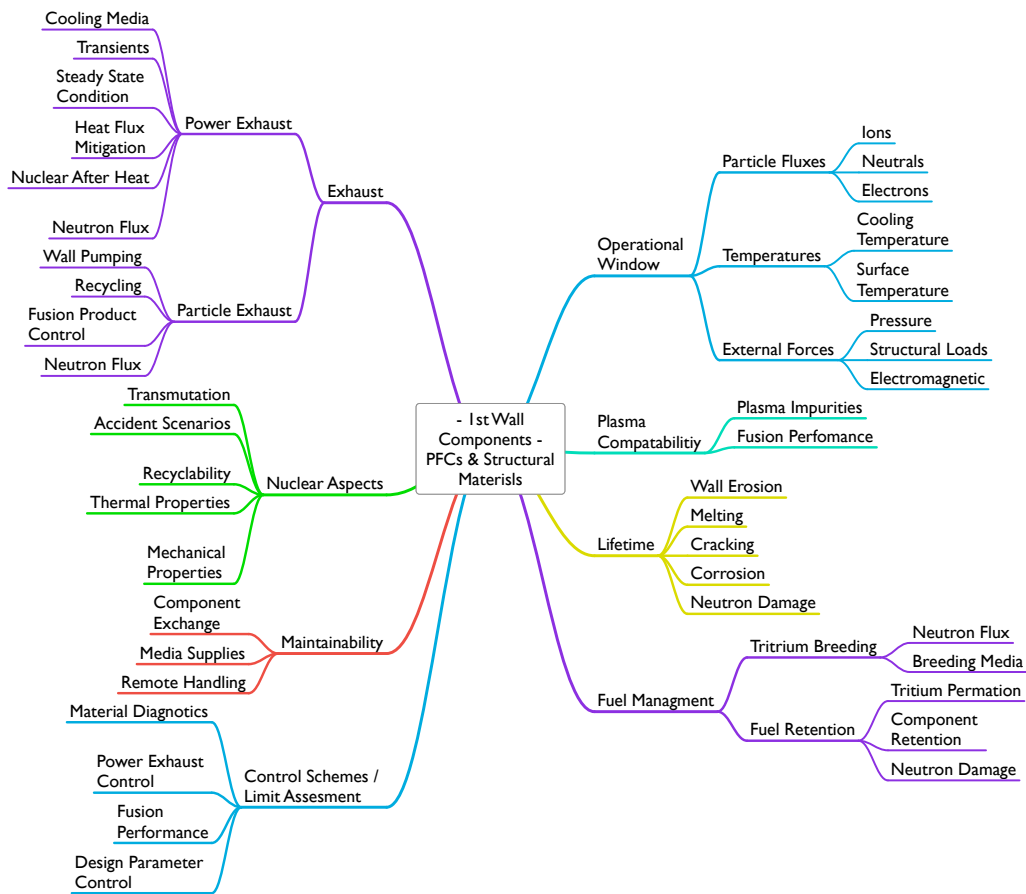 Cooling Media
Transients
Steady State
Condition
Heat Flux
Mitigation
Nuclear After Heat
Neutron Flux
Power Exhaust
Exhaust
Wall Pumping
Recycling
Fusion Product
Control
Neutron Flux
Particle Exhaust
Transmutation
Accident Scenarios
Recyclability
Thermal Properties
Mechanical
Properties
Nuclear Aspects
Component
Exchange
Media Supplies
Remote Handling
Maintainability
Material Diagnotics
Power Exhaust
Control
Fusion
Performance
Design Parameter
Control
Control Schemes /
Limit Assesment
- 1st Wall
Components -
PFCs & Structural
Materisls
Operational
Window
Particle Fluxes
Ions
Neutrals
Electrons
Temperatures
Cooling
Temperature
Surface
Temperature
External Forces
Pressure
Structural Loads
Electromagnetic
Plasma
Compatabilitiy
Plasma Impurities
Fusion Perfomance
Lifetime
Wall Erosion
Melting
Cracking
Corrosion
Neutron Damage
Fuel Managment
Tritrium Breeding
Neutron Flux
Breeding Media
Fuel Retention
Tritium Permation
Component
Retention
Neutron Damage